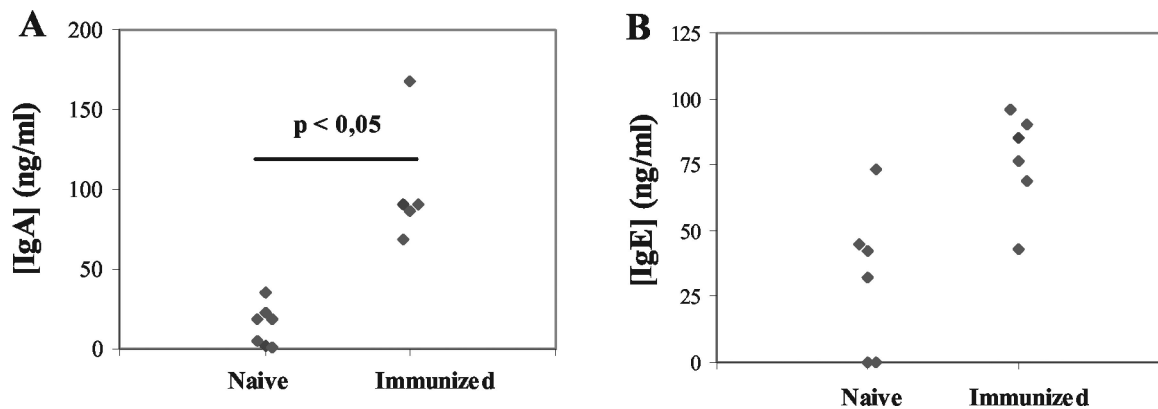 A
[IgA] (ng/ml)
200
150
100
50
0
p < 0,05
Naive Immunized
B
[IgE] (ng/ml)
125
100
75
50
25
0
Naive Immunized